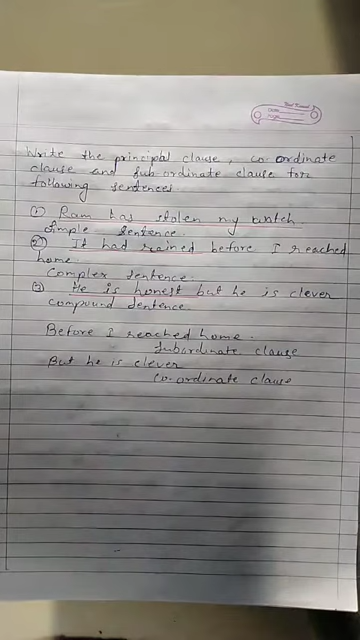 Write the principal clause, co-ordinate
clause and sub ordinate clause for
following sentences
(1) Ram has stolen my watch
simple sentence.
(2) It had rained before I reached
home.
Complex sentence.
(3) He is honest but he is clever
compound sentence.
Before I reached home.
Subordinate clause
But he is clever
Co-ordinate clause